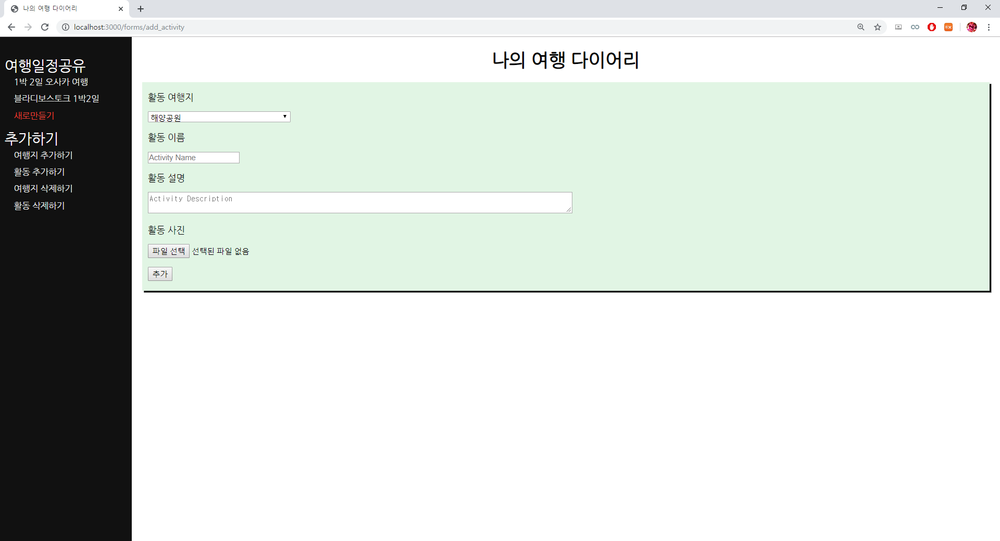 나의 여행 다이어리
localhost:3000/forms/add_activity
여행일정공유
1박 2일 오사카 여행
블라디보스토크 1박2일
새로만들기
추가하기
여행지 추가하기
활동 추가하기
여행지 삭제하기
활동 삭제하기
나의 여행 다이어리
활동 여행지
해양공원
활동 이름
Activity Name
활동 설명
Activity Description
활동 사진
파일 선택 선택된 파일 없음
추가